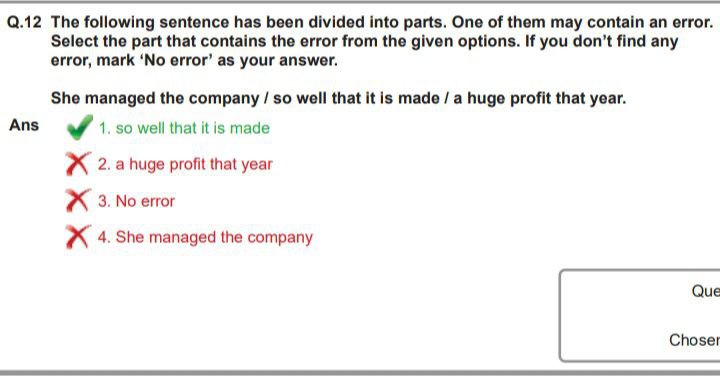 Q.12 The following sentence has been divided into parts. One of them may contain an error.
Select the part that contains the error from the given options. If you don't find any
error, mark 'No error' as your answer.
She managed the company / so well that it is made / a huge profit that year.
Ans 1. so well that it is made
2. a huge profit that year
3. No error
4. She managed the company
Que
Chosen